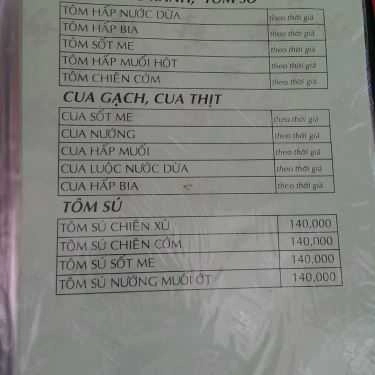 TÔM SÚ
TÔM HẤP NƯỚC DỪA theo thời giá
TÔM HẤP BIA theo thời giá
TÔM SỐT ME theo thời giá
TÔM HẤP MUỐI HỘT theo thời giá
TÔM CHIÊN CỐM theo thời giá
CUA GẠCH, CUA THỊT
CUA SỐT ME theo thời giá
CUA NƯỚNG theo thời giá
CUA HẤP MUỐI theo thời giá
CUA LUỘC NƯỚC DỪA theo thời giá
CUA HẤP BIA theo thời giá
TÔM SÚ
TÔM SÚ CHIÊN XÙ 140,000
TÔM SÚ CHIÊN CỐM 140,000
TÔM SÚ SỐT ME 140,000
TÔM SÚ NƯỚNG MUỐI ỚT 140,000